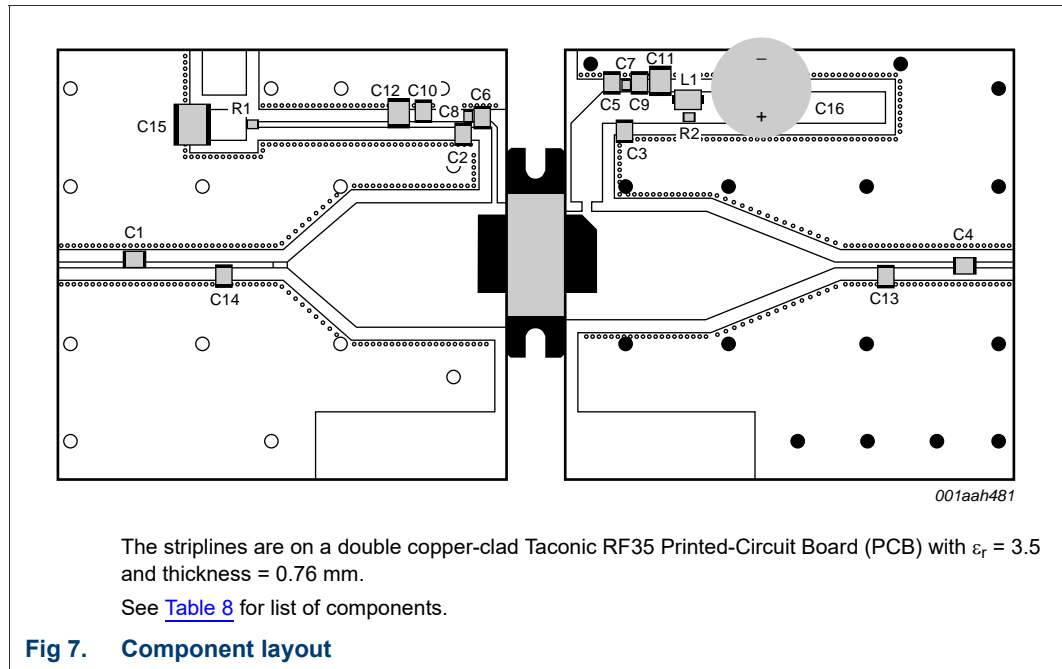 C15
R1
C12
C10
C8
C6
C2
C1
C14
C7
C11
C5
C9
L1
R2
C3
−
+
C16
C4
C13
001aah481
The striplines are on a double copper-clad Taconic RF35 Printed-Circuit Board (PCB) with εr = 3.5
and thickness = 0.76 mm.
See Table 8 for list of components.
Fig 7. Component layout